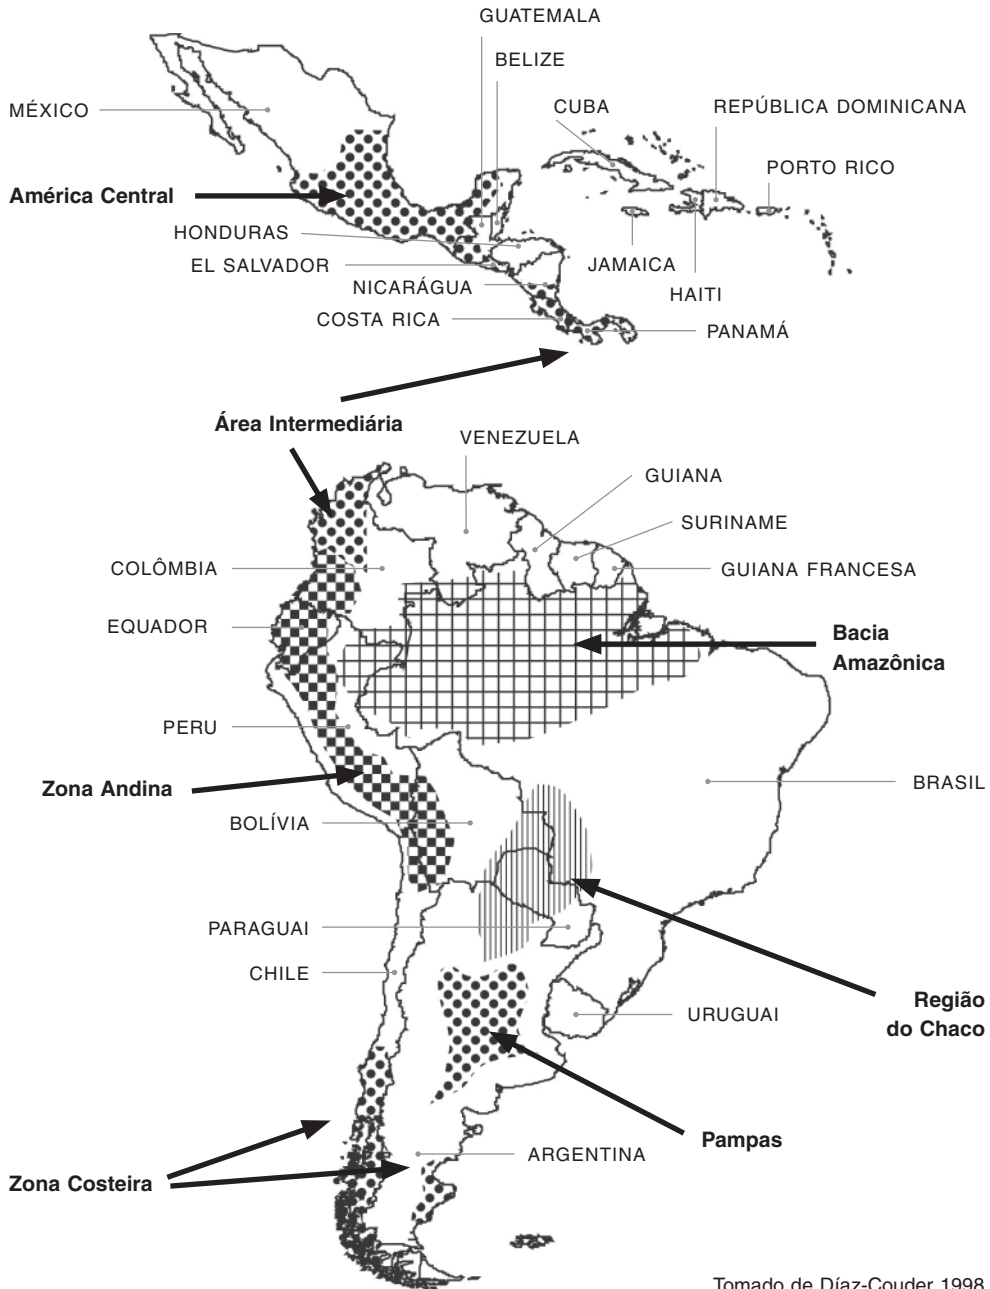 GUATEMALA
BELIZE
MÉXICO
CUBA
REPÚBLICA DOMINICANA
PORTO RICO
América Central
HONDURAS
EL SALVADOR
JAMAICA
NICARÁGUA
HAITI
COSTA RICA
PANAMÁ
Área Intermediária
VENEZUELA
GUIANA
SURINAME
COLÔMBIA
GUIANA FRANCESA
EQUADOR
Bacia
Amazônica
PERU
Zona Andina
BRASIL
BOLÍVIA
PARAGUAI
CHILE
Região
do Chaco
URUGUAI
Pampas
ARGENTINA
Zona Costeira
Tomado de Díaz-Couder 1998